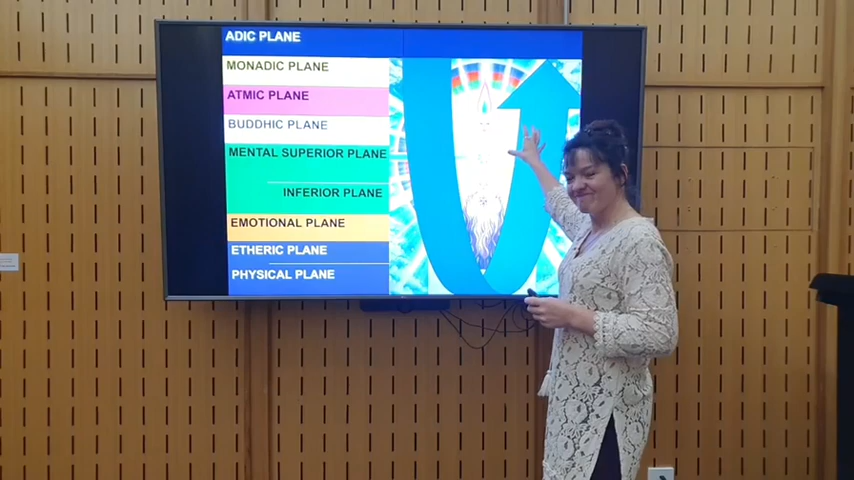 ADIC PLANE
MONADIC PLANE
ATMIC PLANE
BUDDHIC PLANE
MENTAL SUPERIOR PLANE
INFERIOR PLANE
EMOTIONAL PLANE
ETHERIC PLANE
PHYSICAL PLANE